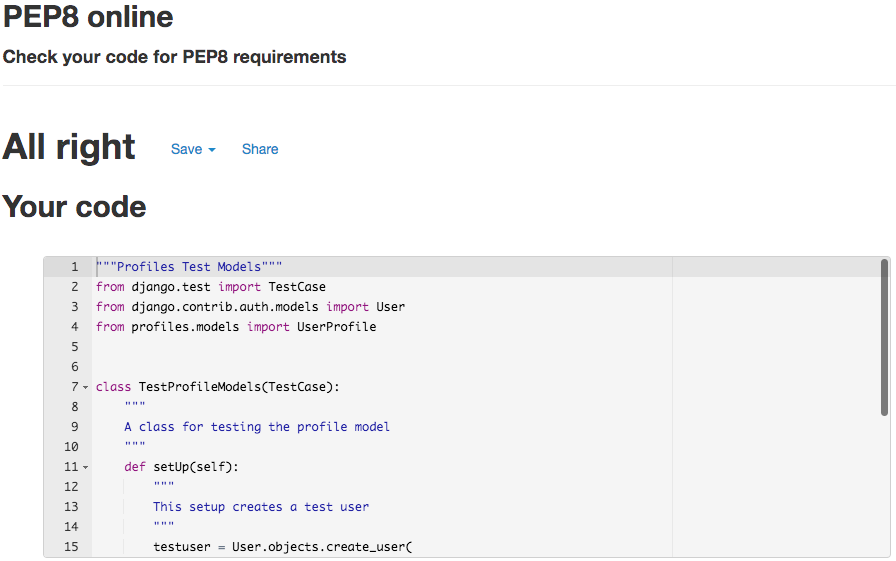 PEP8 online
Check your code for PEP8 requirements
All right Save Share
Your code
1 """Profiles Test Models"""
2 from django.test import TestCase
3 from django.contrib.auth.models import User
4 from profiles.models import UserProfile
5
6
7 class TestProfileModels(TestCase):
8 """
9 A class for testing the profile model
10 """
11 def setUp(self):
12 """
13 This setup creates a test user
14 """
15 testuser = User.objects.create_user(